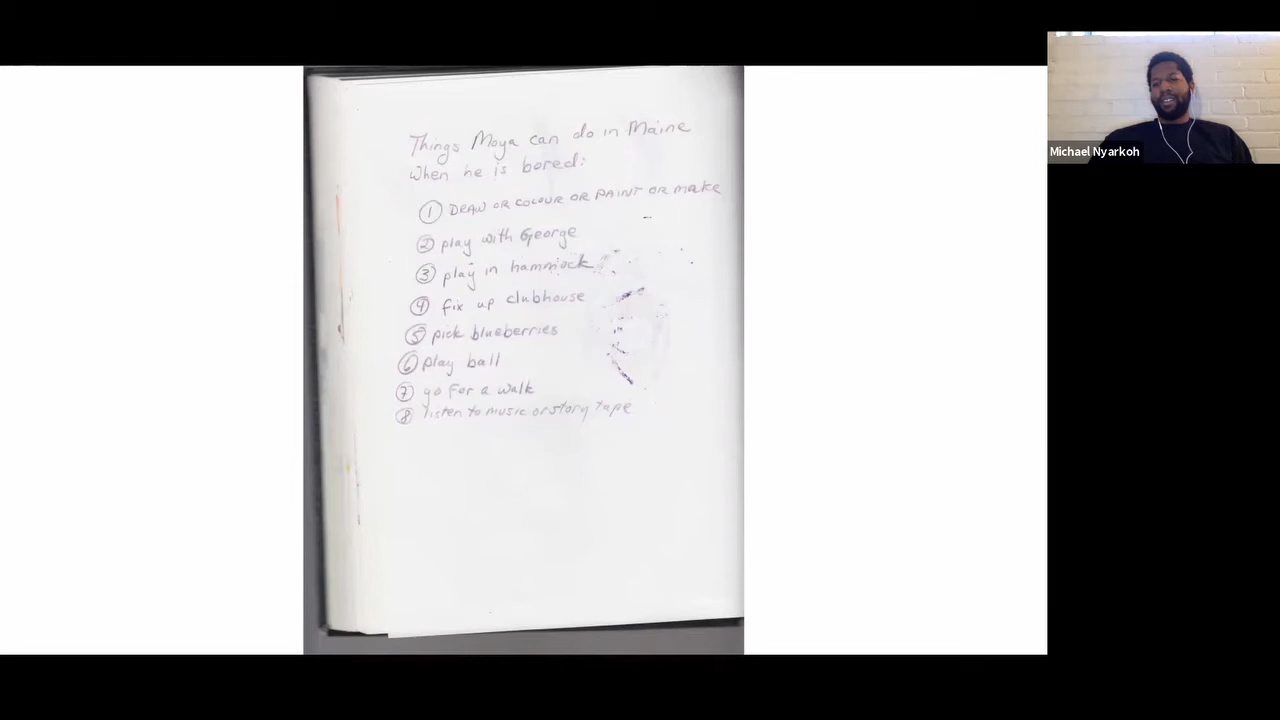 Things Moya can do in Maine
when he is bored:
① DRAW OR COLOUR OR PAINT OR make
② play with George
③ play in hammock
④ fix up clubhouse
⑤ pick blueberries
⑥ play ball
⑦ go for a walk
⑧ listen to music or story tape
Michael Nyarkoh